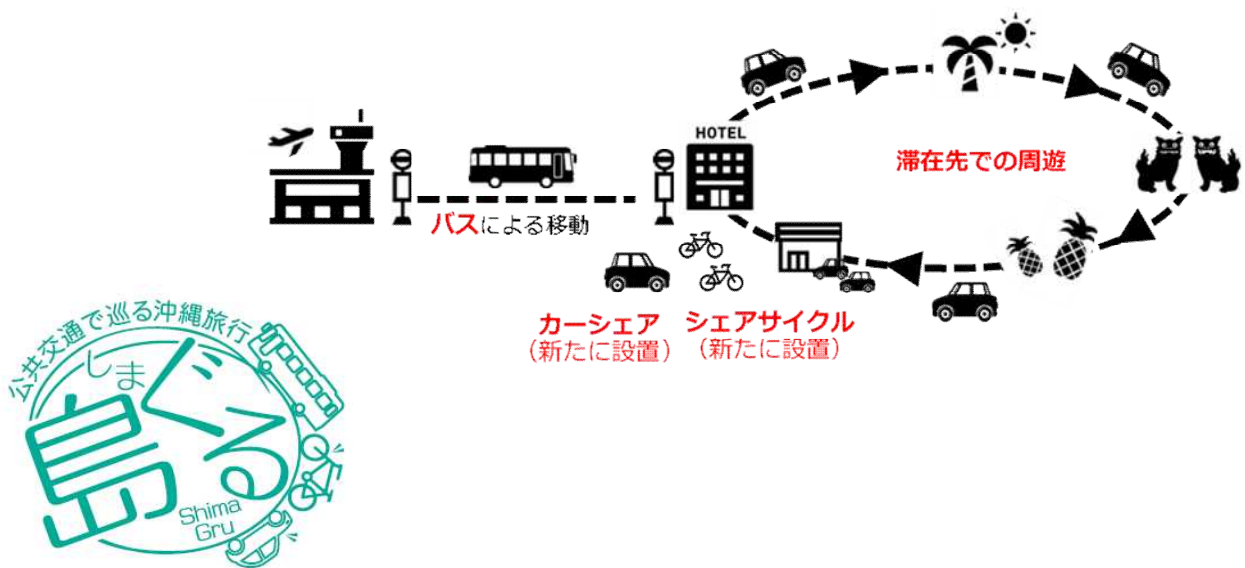 HOTEL
滞在先での周遊
バスによる移動
カーシェア
(新たに設置)
シェアサイクル
(新たに設置)
公共交通で巡る沖縄旅行
しま
島ぐる
Shima
Gru